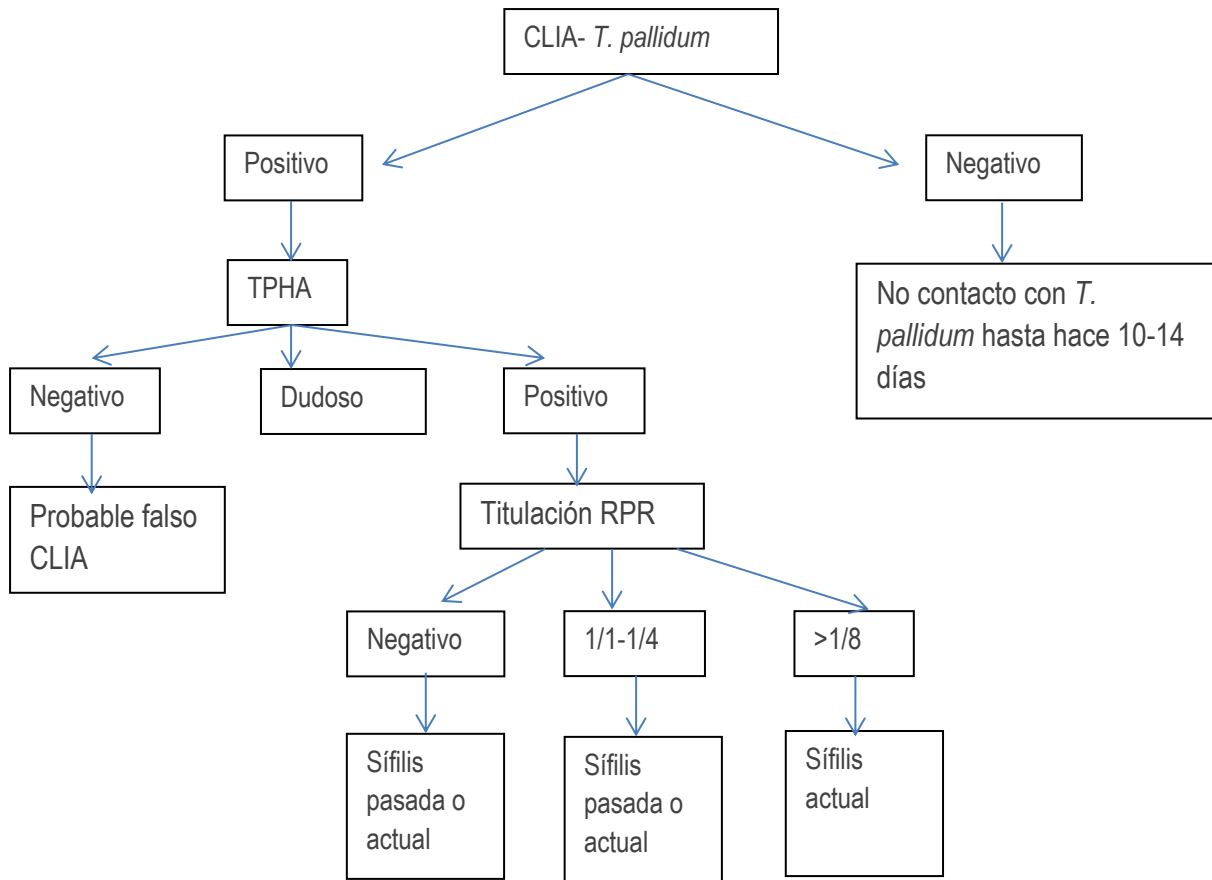 CLIA- T. pallidum
Positivo
Negativo
TPHA
No contacto con T.
pallidum hasta hace 10-14
días
Negativo
Dudoso
Positivo
Probable falso
CLIA
Titulación RPR
Negativo
1/1-1/4
>1/8
Sífilis
pasada o
actual
Sífilis
pasada o
actual
Sífilis
actual